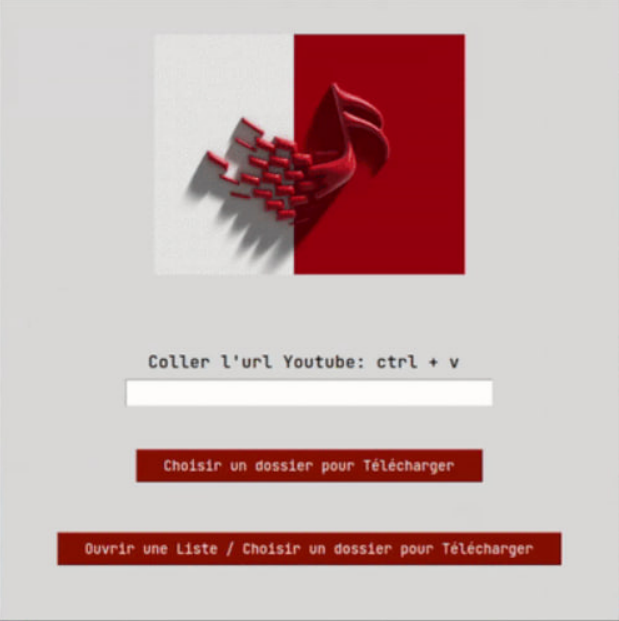 Coller l'url Youtube: ctrl + v
Choisir un dossier pour Télécharger
Ouvrir une Liste / Choisir un dossier pour Télécharger